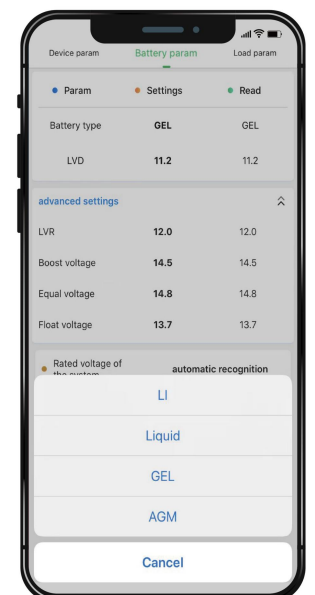 Device param Battery param Load param
Param Settings Read
Battery type GEL GEL
LVD 11.2 11.2
advanced settings
LVR 12.0 12.0
Boost voltage 14.5 14.5
Equal voltage 14.8 14.8
Float voltage 13.7 13.7
Rated voltage of
the system automatic recognition
LI
Liquid
GEL
AGM
Cancel